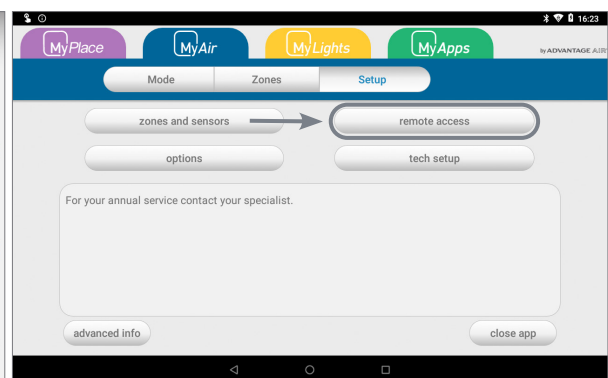 16:23
MyPlace MyAir MyLights MyApps by ADVANTAGE AIR
Mode Zones Setup
zones and sensors remote access
options tech setup
For your annual service contact your specialist.
advanced info close app